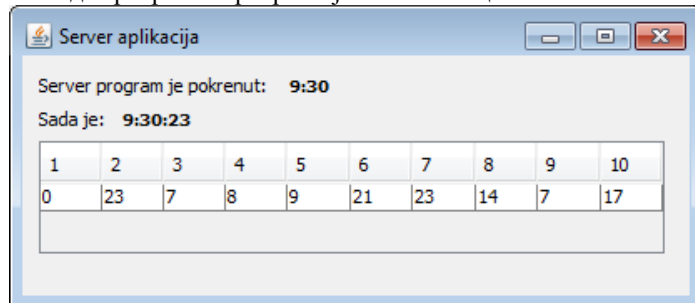 Server aplikacija
Server program je pokrenut: 9:30
Sada je: 9:30:23
1 2 3 4 5 6 7 8 9 10
0 23 7 8 9 21 23 14 7 17